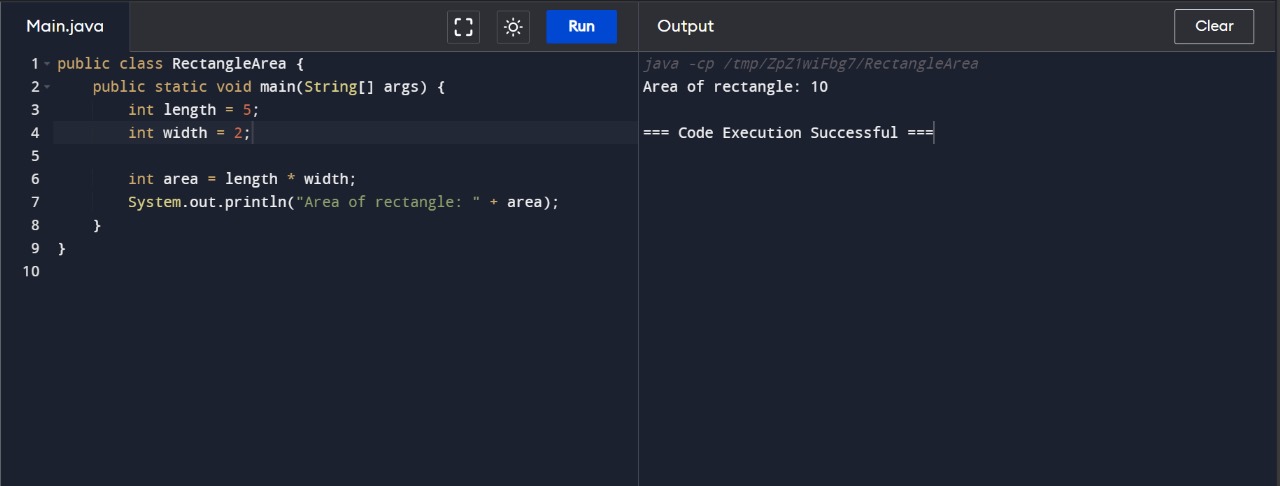 Main.java Run Output Clear
1 public class RectangleArea {
2     public static void main(String[] args) {
3         int length = 5;
4         int width = 2;
5
6         int area = length * width;
7         System.out.println("Area of rectangle: " + area);
8     }
9 }
10
java -cp /tmp/ZpZ1wiFbg7/RectangleArea
Area of rectangle: 10
=== Code Execution Successful ===